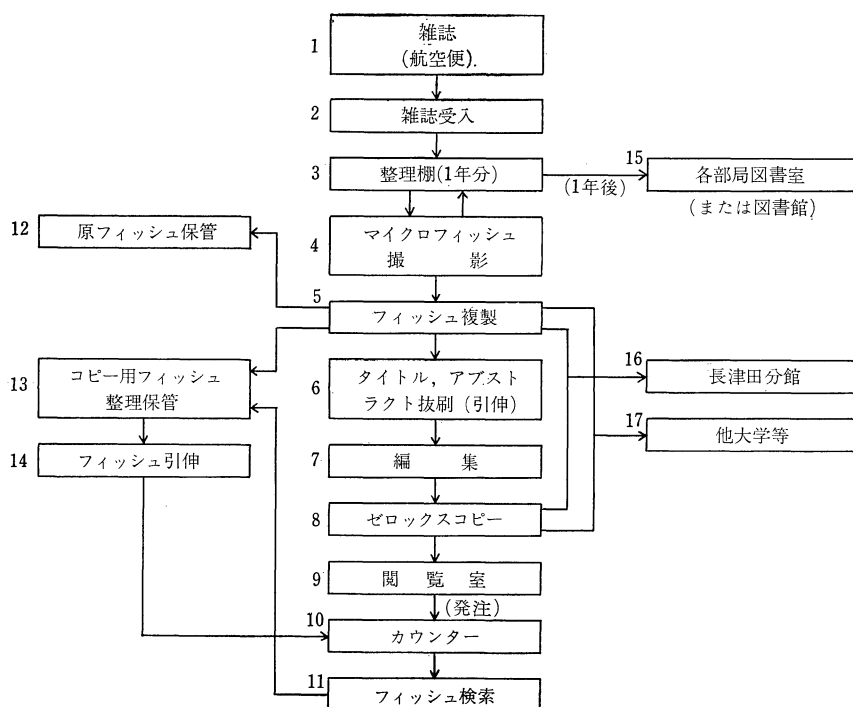 1
雑誌
(航空便).
2
雑誌受入
3
整理棚(1年分)
(1年後)
15
各部局図書室
(または図書館)
12
原フィッシュ保管
4
マイクロフィッシュ
撮　影
5
フィッシュ複製
13
コピー用フィッシュ
整理保管
6
タイトル，アブスト
ラクト抜刷(引伸)
16
長津田分館
17
他大学等
14
フィッシュ引伸
7
編　集
8
ゼロックスコピー
9
閲　覧　室
(発注)
10
カウンター
11
フィッシュ検索